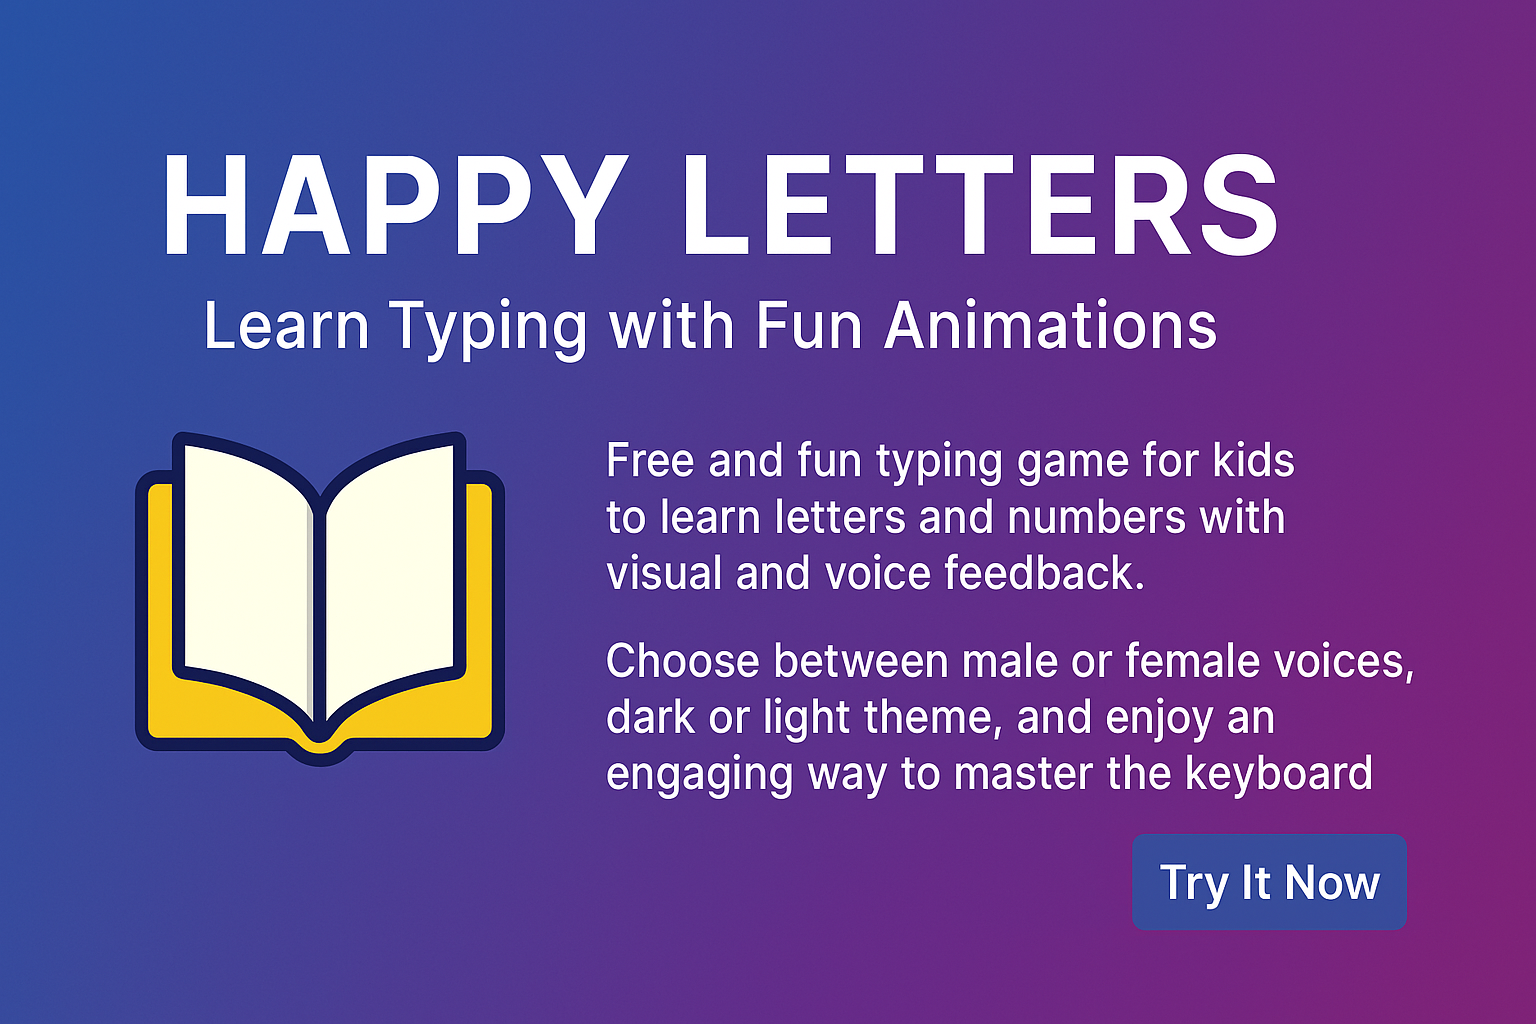 HAPPY LETTERS
Learn Typing with Fun Animations
Free and fun typing game for kids
to learn letters and numbers with
visual and voice feedback.
Choose between male or female voices,
dark or light theme, and enjoy an
engaging way to master the keyboard
Try It Now